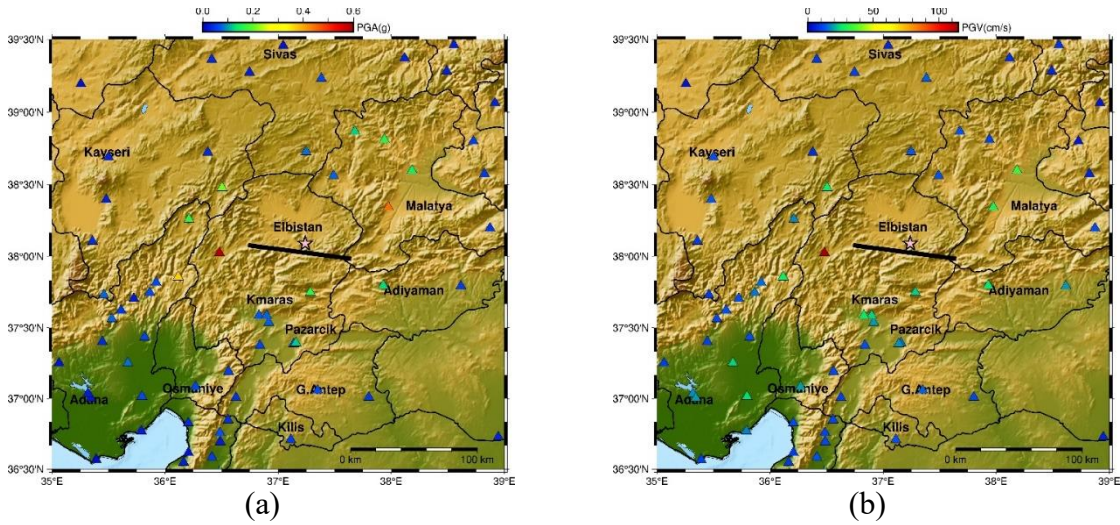 0.0 0.2 0.4 0.6
PGA(g)
39°30'N
39°00'N
38°30'N
38°00'N
37°30'N
37°00'N
36°30'N
Sivas
Kayseri
Malatya
Elbistan
Adiyaman
Kmaras
Pazarcik
Osmaniye
G.Antep
Adana
Kilis
0 km 100 km
35°E 36°E 37°E 38°E 39°E
(a)
0 50 100
PGV(cm/s)
39°30'N
39°00'N
38°30'N
38°00'N
37°30'N
37°00'N
36°30'N
Sivas
Kayseri
Malatya
Elbistan
Adiyaman
Kmaras
Pazarcik
Osmaniye
G.Antep
Adana
Kilis
0 km 100 km
35°E 36°E 37°E 38°E 39°E
(b)